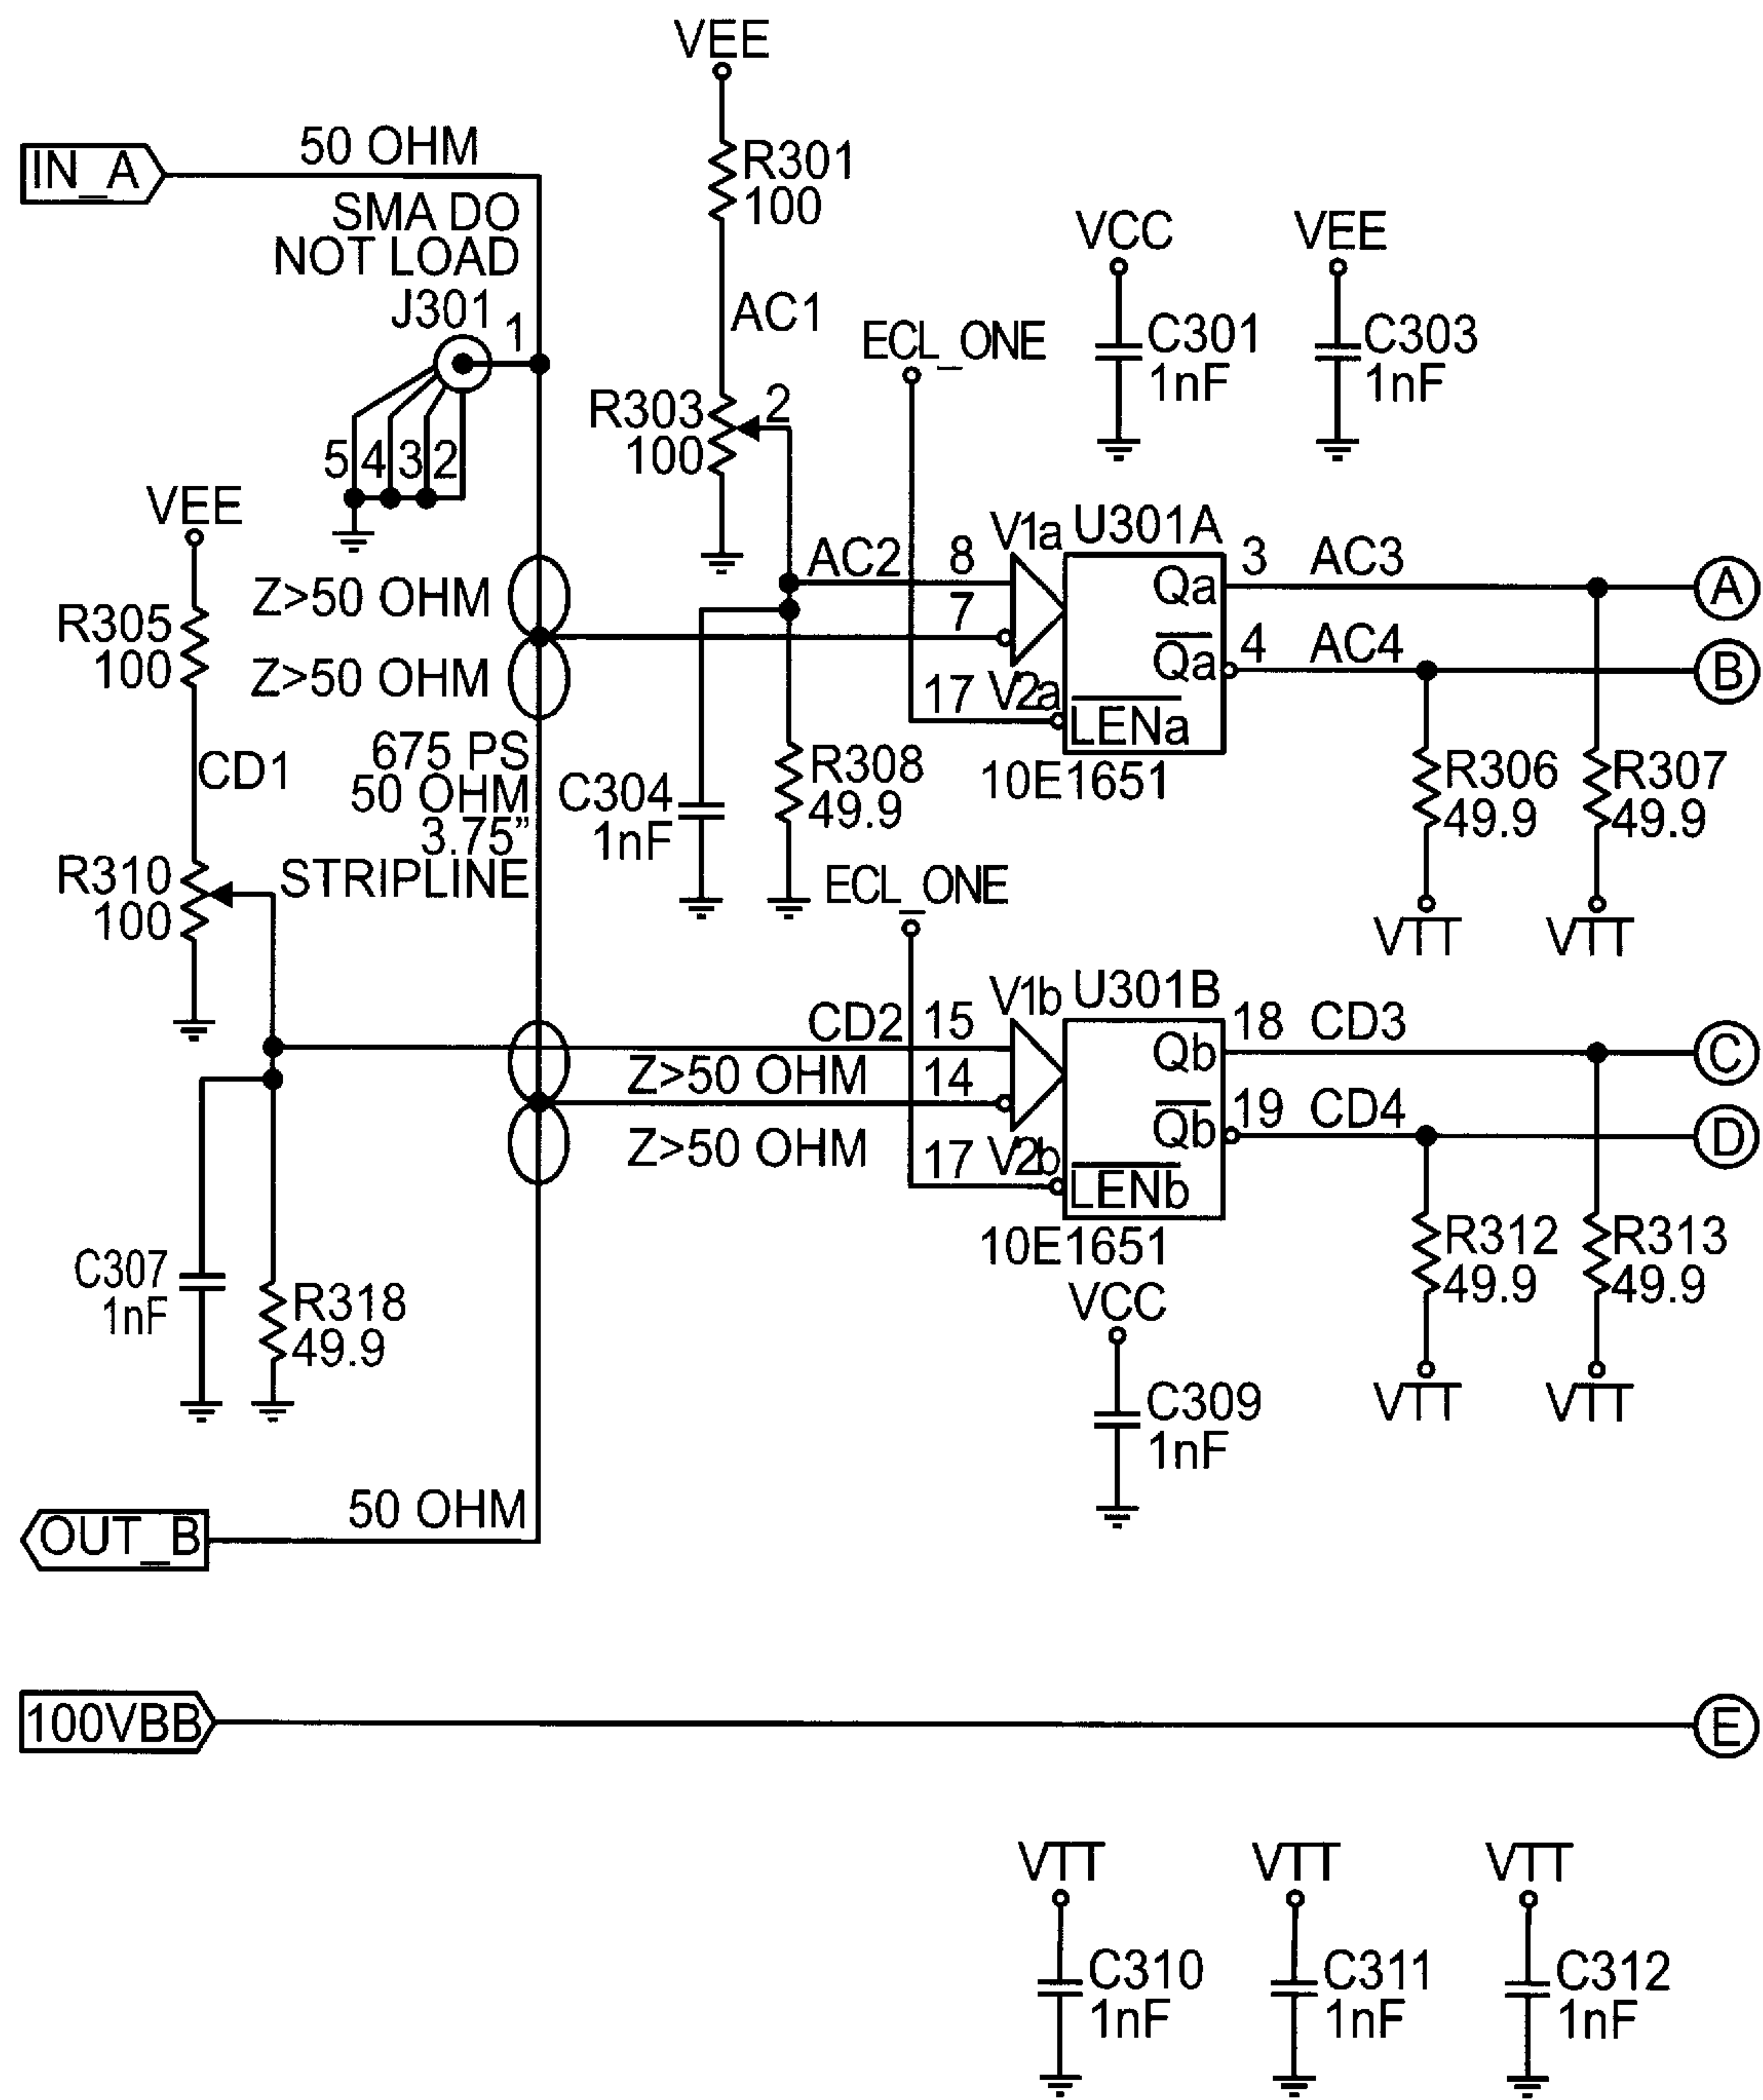 VEE
IN_A
50 OHM
R301
100
SMA DO
NOT LOAD
VCC
VEE
J301
1
AC1
ECL_ONE
C301
1nF
C303
1nF
R303
100
2
5
4
3
2
VEE
V1a
U301A
AC2
8
Qa
3
AC3
A
Z>50 OHM
7
R305
100
Qa
4
AC4
B
Z>50 OHM
17
V2a
LENa
675 PS
50 OHM
3.75”
STRIPLINE
CD1
C304
1nF
R308
49.9
10E1651
R306
49.9
R307
49.9
R310
100
ECL_ONE
VTT
VTT
V1b
U301B
CD2
15
Qb
18
CD3
C
Z>50 OHM
14
Qb
19
CD4
D
Z>50 OHM
17
V2b
LENb
10E1651
R312
49.9
R313
49.9
C307
1nF
R318
49.9
VCC
VTT
VTT
C309
1nF
50 OHM
OUT_B
100VBB
E
VTT
VTT
VTT
C310
1nF
C311
1nF
C312
1nF